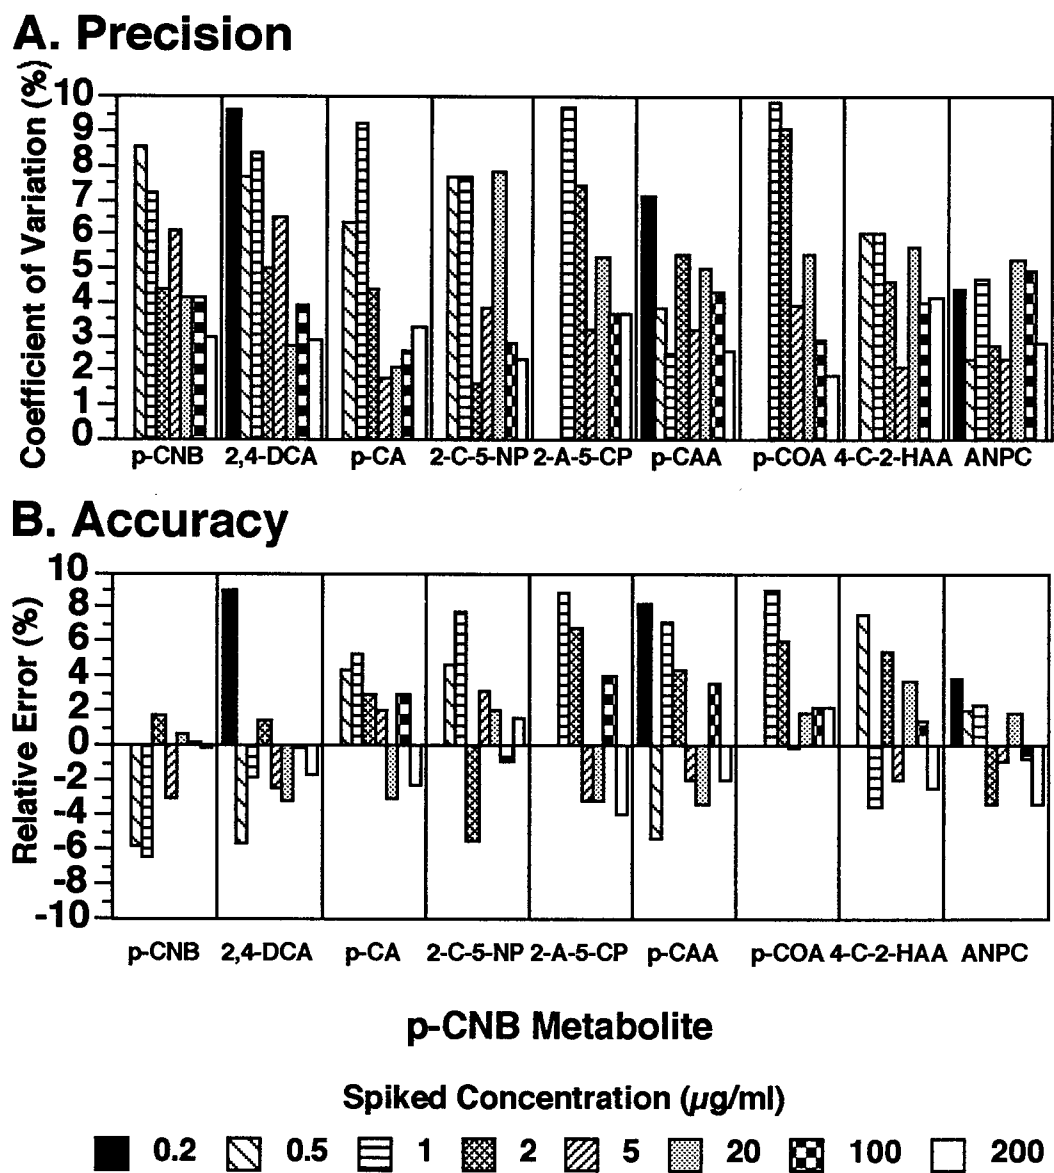 A. Precision
Coefficient of Variation (%)
10
9
8
7
6
5
4
3
2
1
0
p-CNB 2,4-DCA p-CA 2-C-5-NP 2-A-5-CP p-CAA p-COA 4-C-2-HAA ANPC
B. Accuracy
Relative Error (%)
10
8
6
4
2
0
-2
-4
-6
-8
-10
p-CNB 2,4-DCA p-CA 2-C-5-NP 2-A-5-CP p-CAA p-COA 4-C-2-HAA ANPC
p-CNB Metabolite
Spiked Concentration (µg/ml)
0.2 0.5 1 2 5 20 100 200